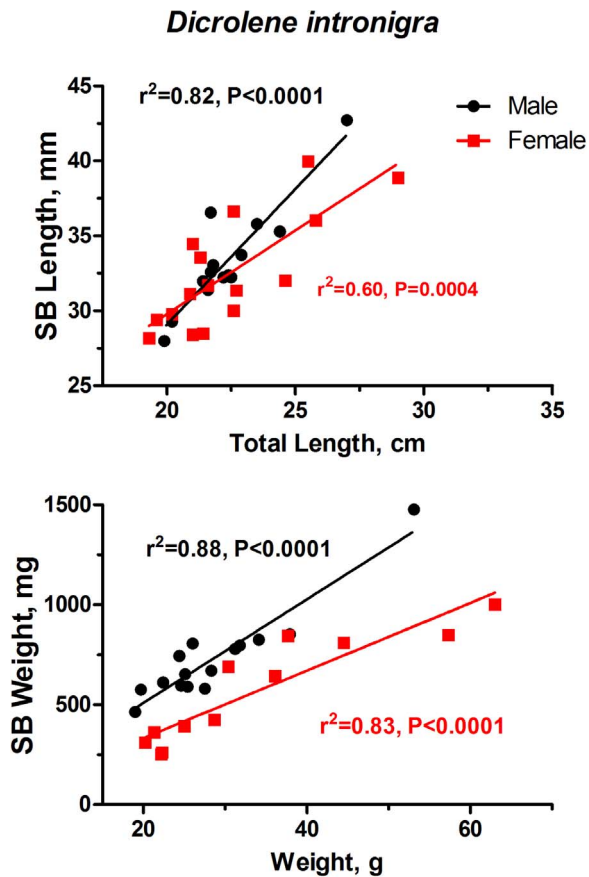 Dicrolene intronigra
r²=0.82, P<0.0001
Male
Female
45
40
35
30
25
SB Length, mm
r²=0.60, P=0.0004
20
25
30
35
Total Length, cm
1500
1000
500
0
SB Weight, mg
r²=0.88, P<0.0001
r²=0.83, P<0.0001
20
40
60
Weight, g